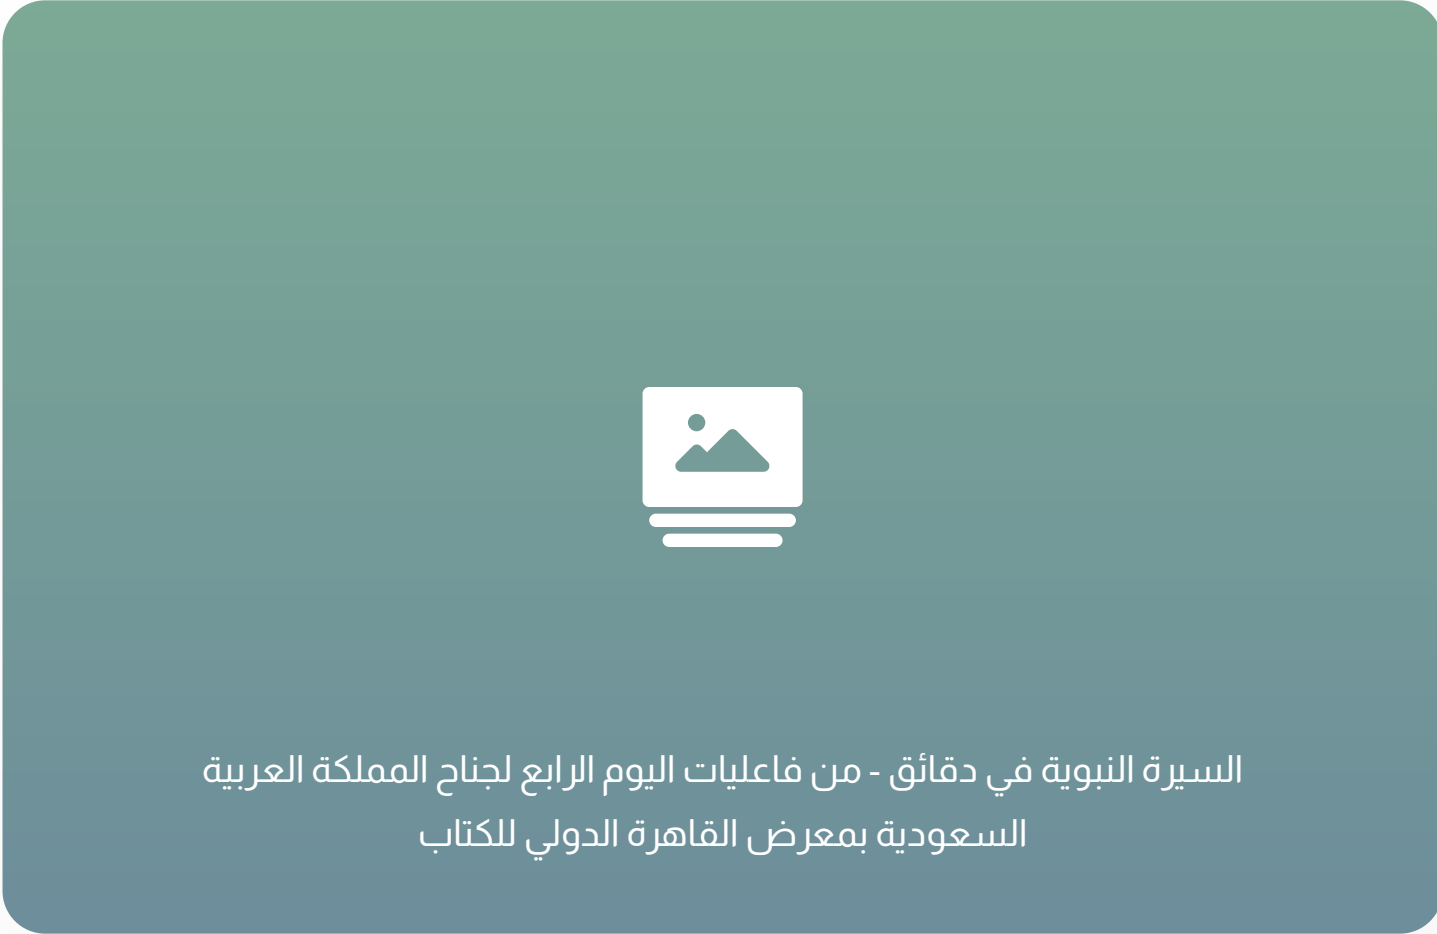 السيرة النبوية في دقائق - من فاعليات اليوم الرابع لجناح المملكة العربية
السعودية بمعرض القاهرة الدولي للكتاب